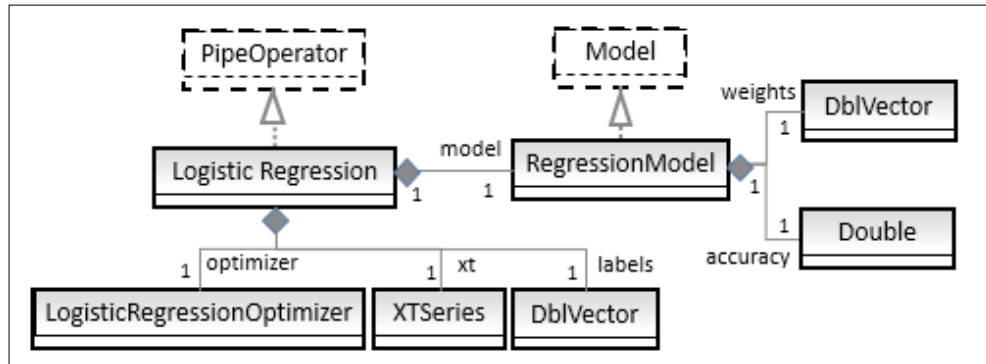 PipeOperator
Model
weights
DblVector
1
Logistic Regression
model
1
1
RegressionModel
1
1
Double
accuracy
optimizer
1
xt
1
labels
1
LogisticRegressionOptimizer
XTSeries
DblVector